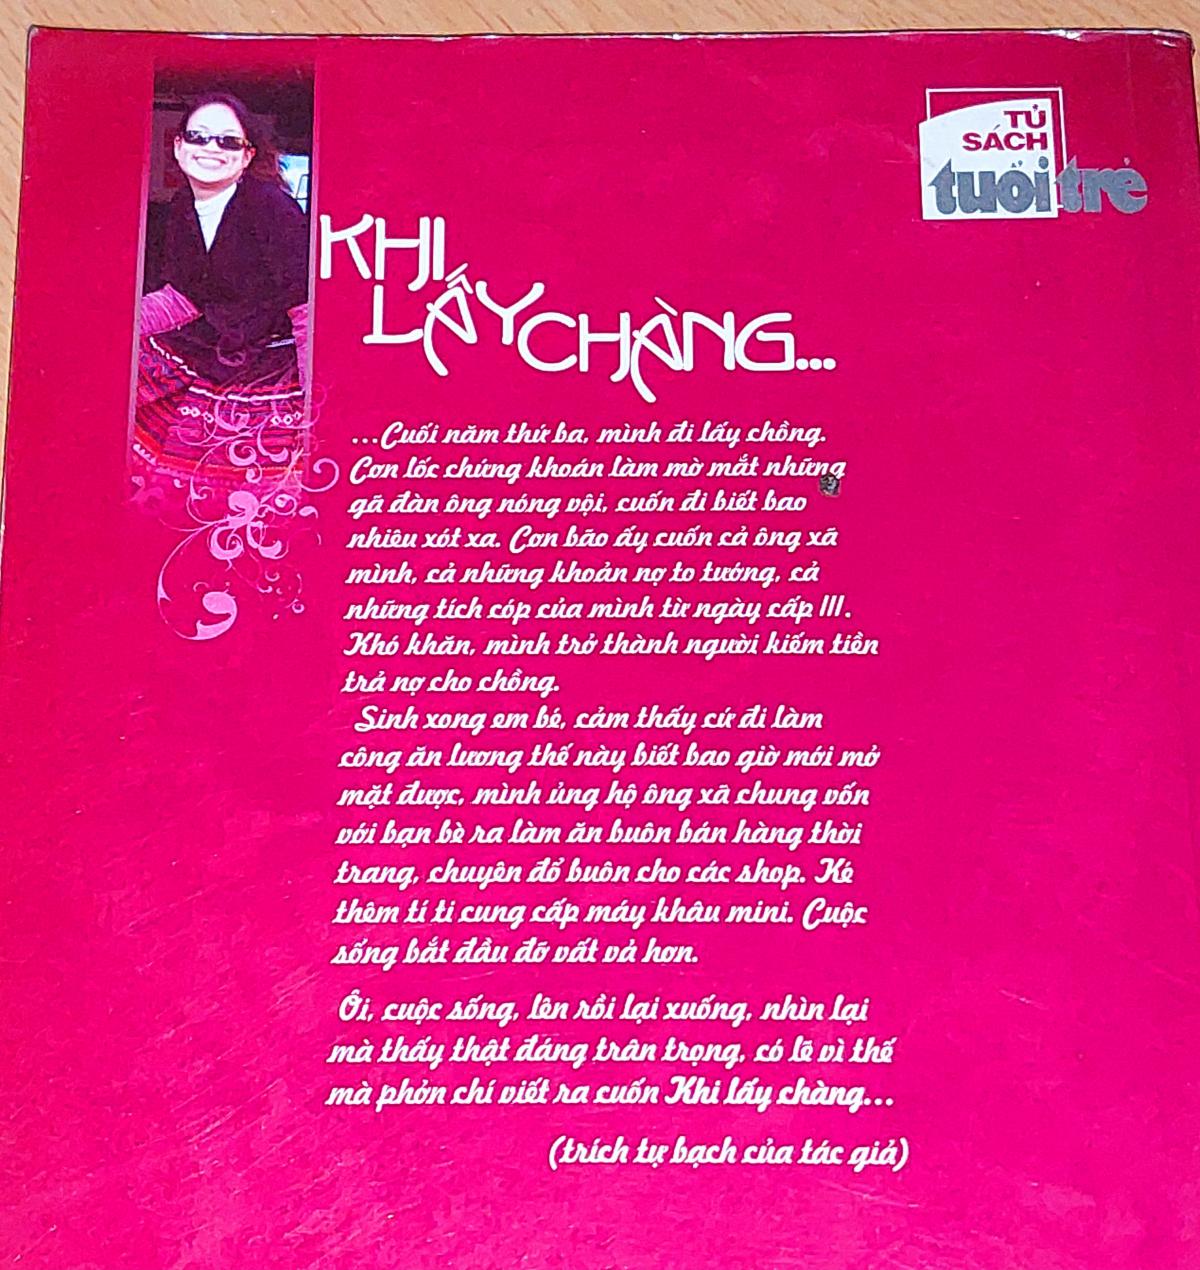 TỦ
SÁCH
tuổi trẻ
KHI
LẤY CHÀNG...
...Cuối năm thứ ba, mình đi lấy chồng.
Cơn lốc chứng khoán làm mờ mắt những
gã đàn ông nóng vội, cuốn đi biết bao
nhiêu xót xa. Cơn bão ấy cuốn cả ông xã
mình, cả những khoản nợ to tướng, cả
những tích cóp của mình từ ngày cấp III.
Khó khăn, mình trở thành người kiếm tiền
trả nợ cho chồng.
Sinh xong em bé, cảm thấy cứ đi làm
công ăn lương thế này biết bao giờ mới mở
mặt được, mình ủng hộ ông xã chung vốn
với bạn bè ra làm ăn buôn bán hàng thời
trang, chuyên đổ buôn cho các shop. Ké
thêm tí ti cung cấp máy khâu mini. Cuộc
sống bắt đầu đỡ vất vả hơn.
Ôi, cuộc sống, lên rồi lại xuống, nhìn lại
mà thấy thật đáng trân trọng, có lẽ vì thế
mà phởn chí viết ra cuốn Khi lấy chàng...
(trích tự bạch của tác giả)